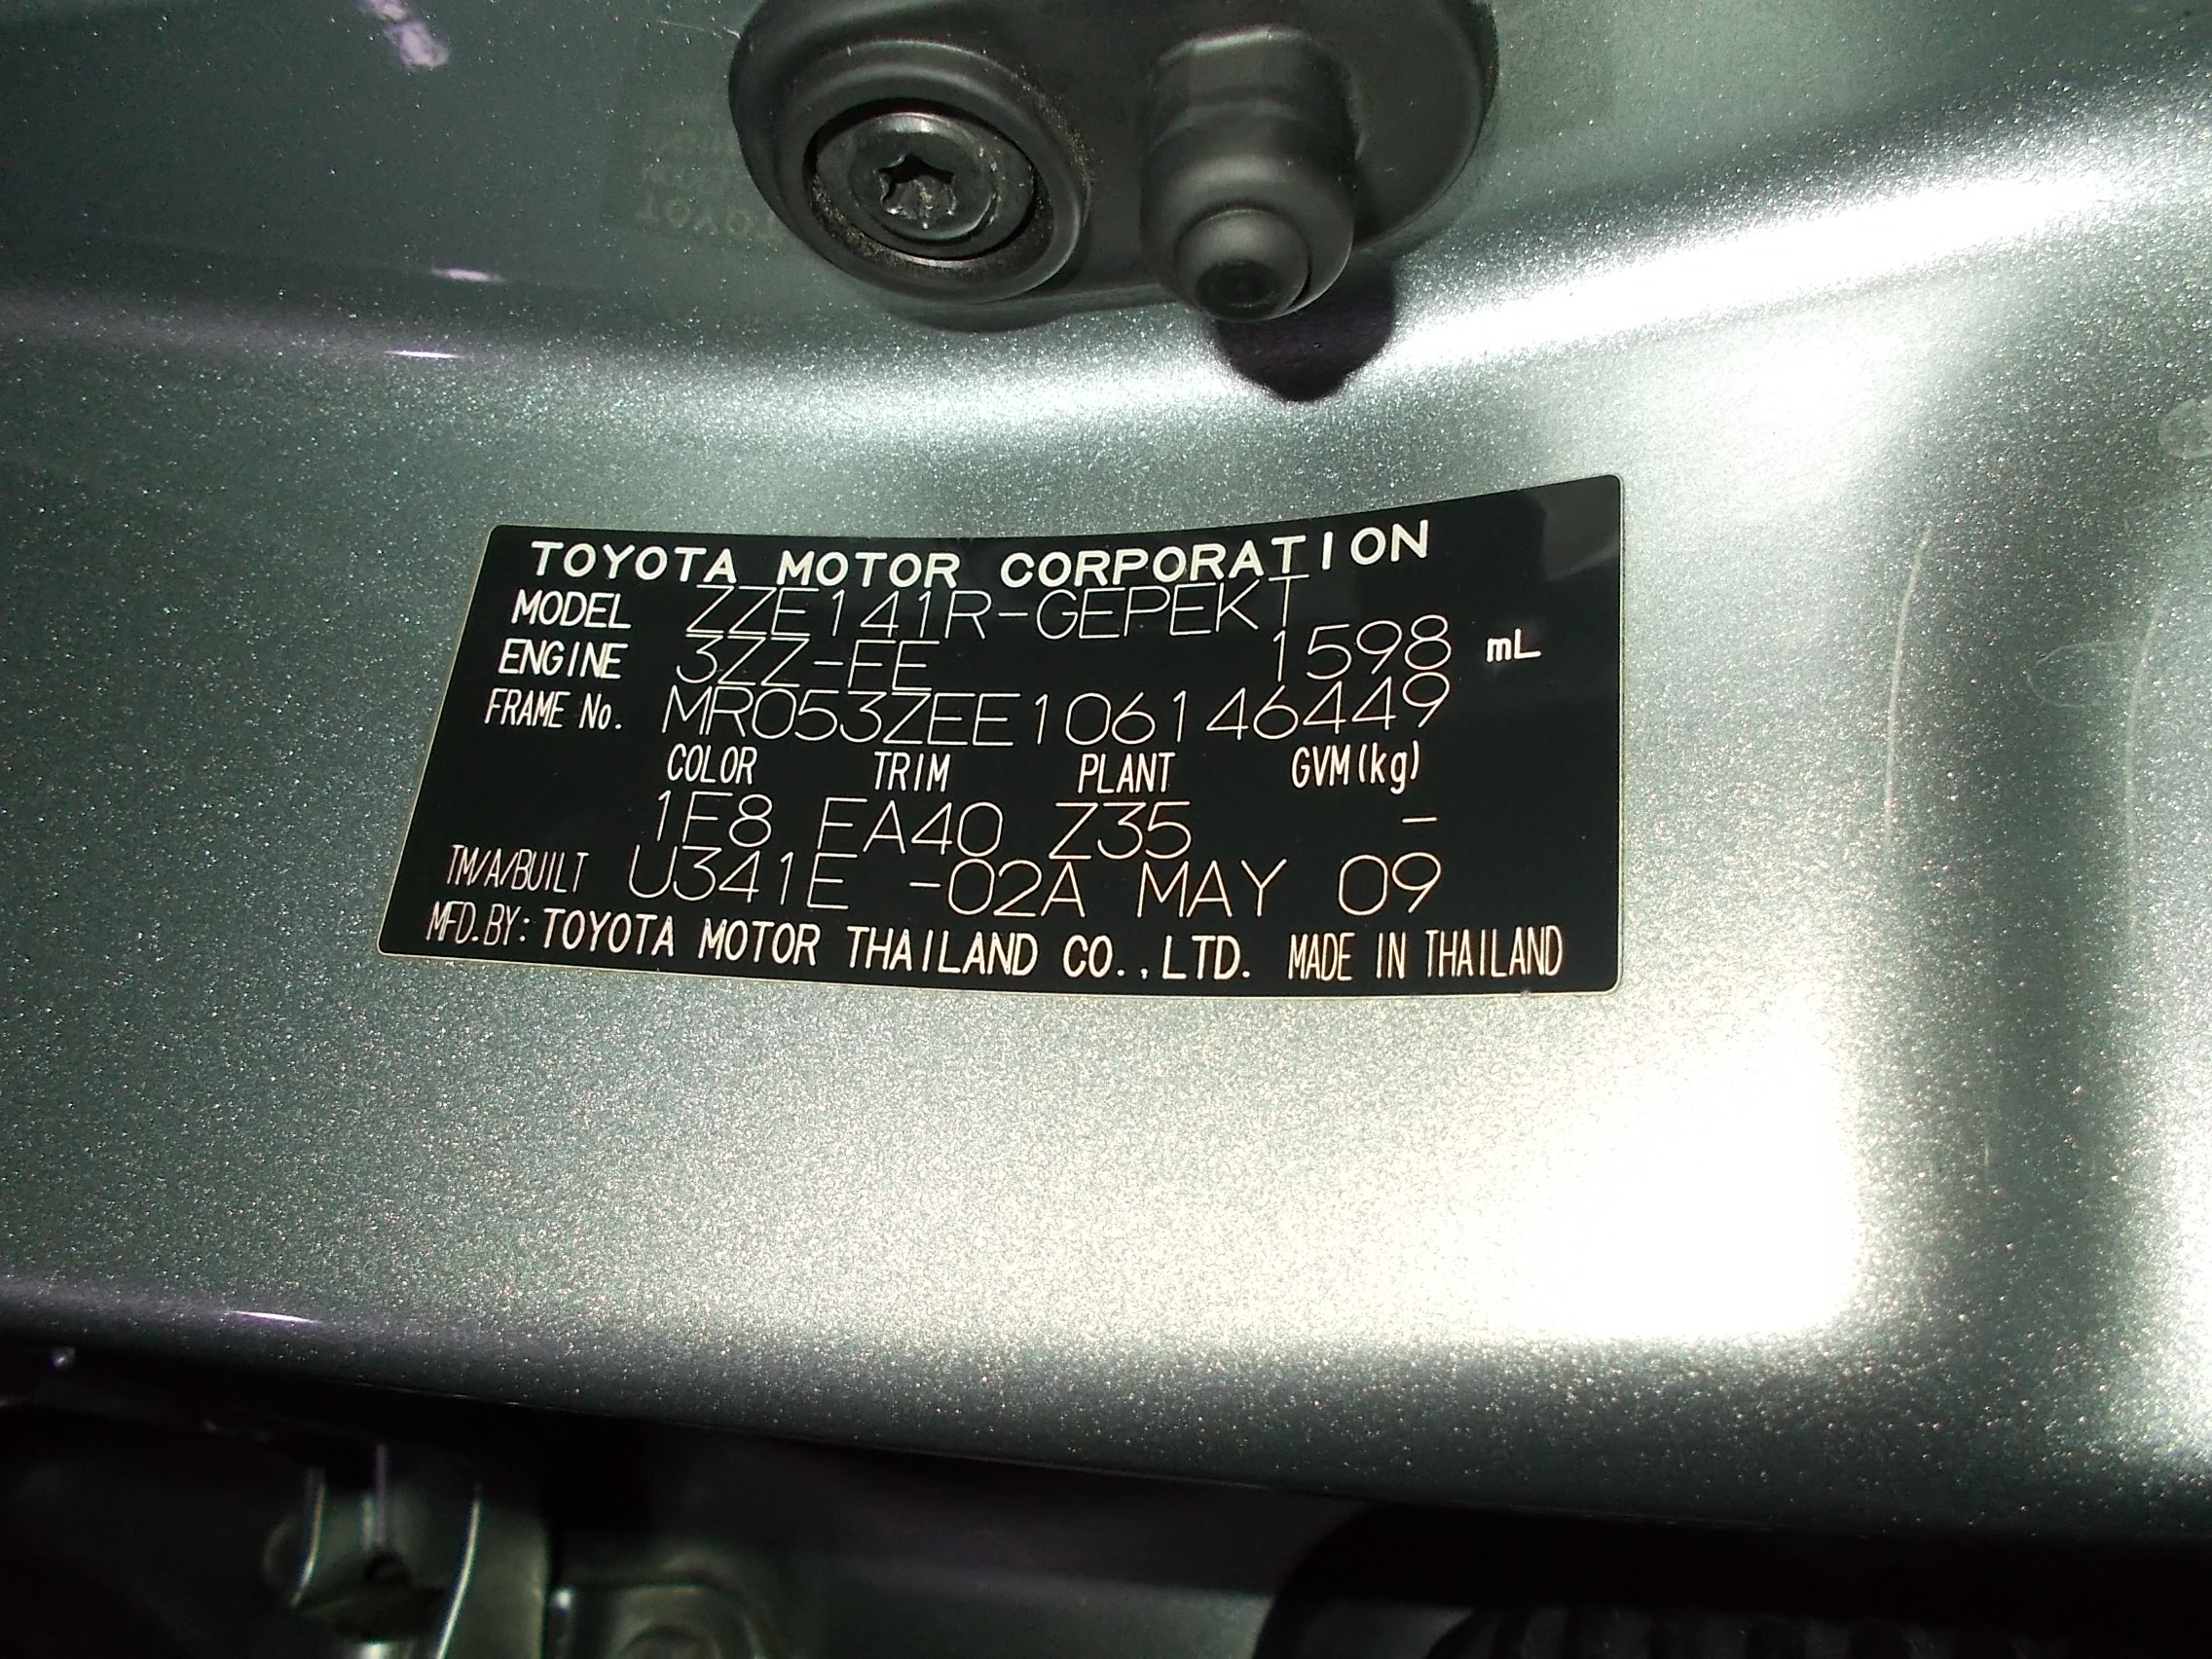 TOYOTA MOTOR CORPORATION
MODEL ZZE141R-GEPEKT
ENGINE 3ZZ-FE 1598 mL
FRAME No. MR053ZEE106146449
COLOR TRIM PLANT GVM(kg)
1F8 FA40 Z35 -
TM/A/BUILT U341E -02A MAY 09
MFD.BY: TOYOTA MOTOR THAILAND CO.,LTD. MADE IN THAILAND